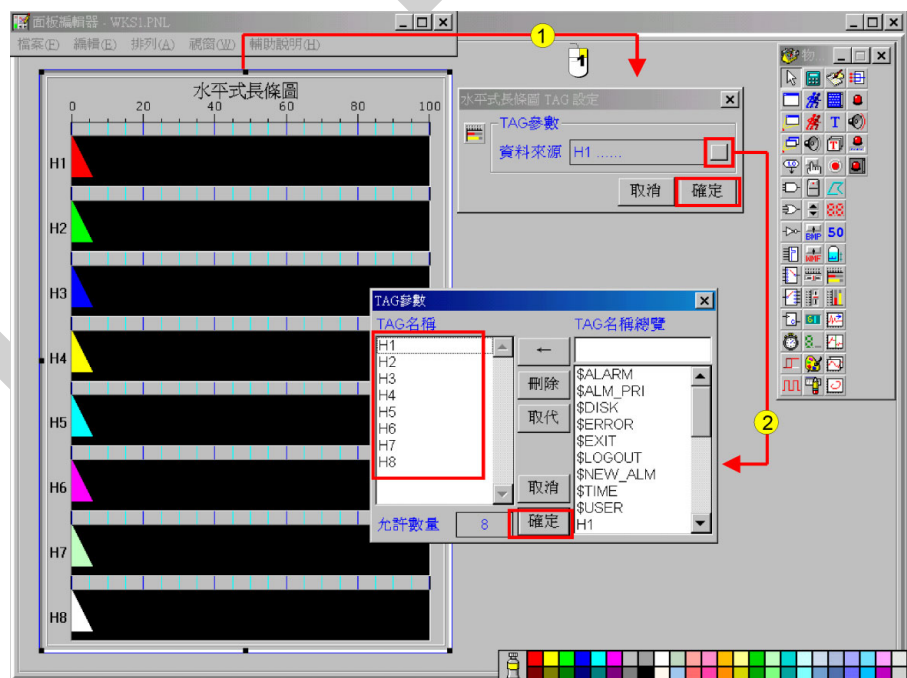 面板編輯器 - WKS1.PNL
檔案(F) 編輯(E) 排列(A) 視窗(W) 輔助說明(H)
1
水平式長條圖
0 20 40 60 80 100
H1
H2
H3
H4
H5
H6
H7
H8
水平式長條圖 TAG 設定
TAG參數
資料來源 H1 ......
取消 確定
物
T
50
BMP
WMF
88
TAG參數
TAG名稱 TAG名稱總覽
H1
H2
H3
H4
H5
H6
H7
H8
←
刪除
取代
取消
確定
允許數量 8
$ALARM
$ALM_PRI
$DISK
$ERROR
$EXIT
$LOGOUT
$NEW_ALM
$TIME
$USER
H1
2